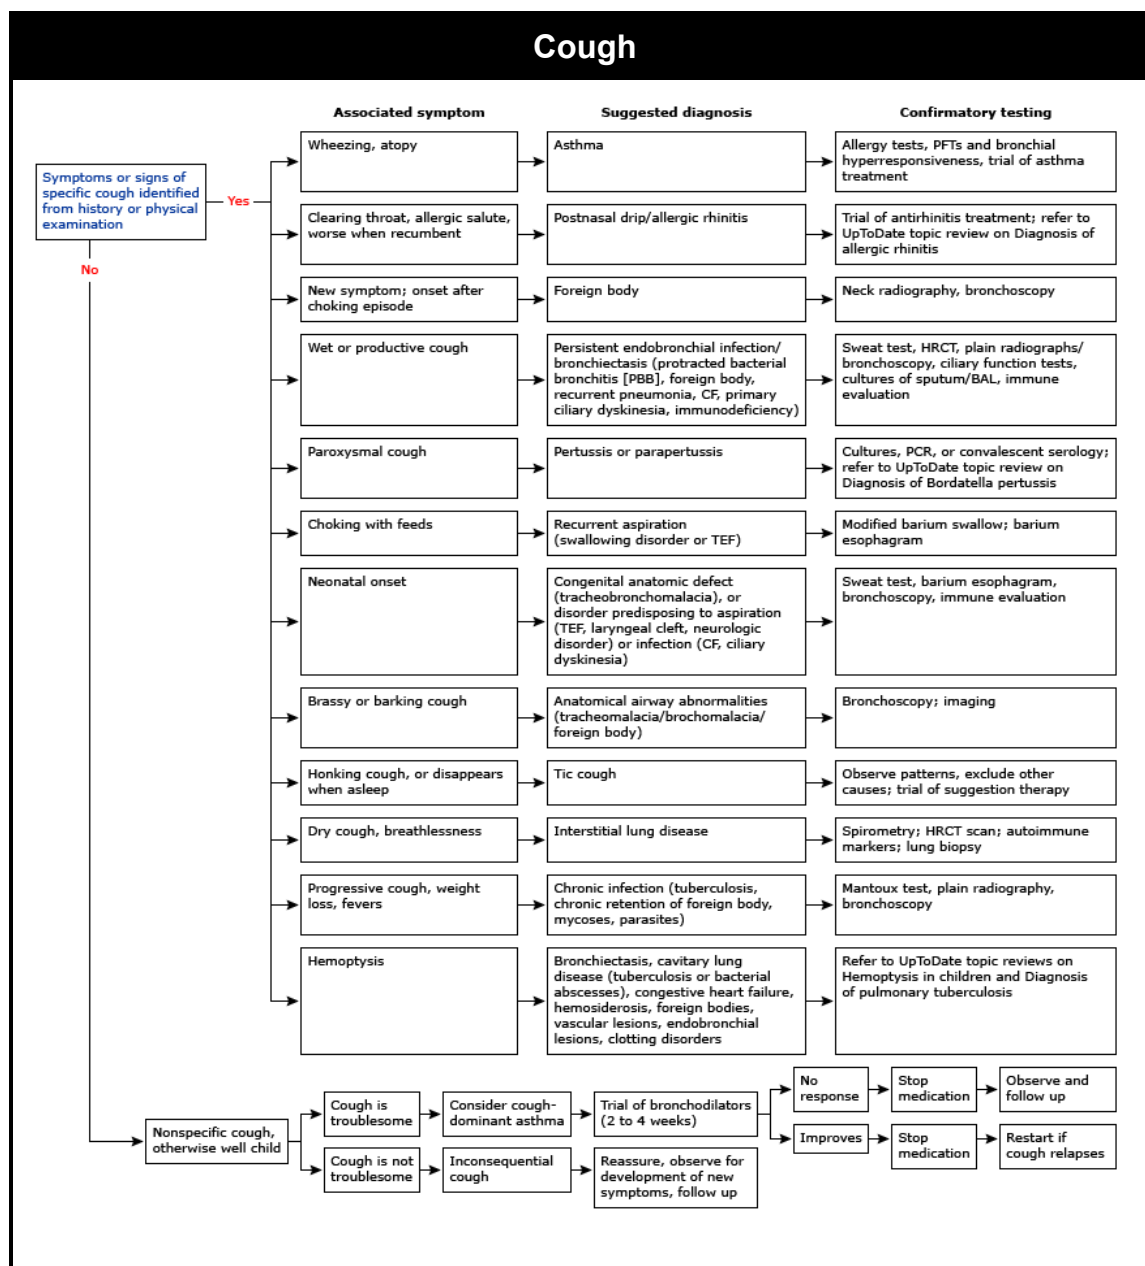 Cough
Associated symptom
Suggested diagnosis
Confirmatory testing
Symptoms or signs of
specific cough identified
from history or physical
examination
Yes
No
Wheezing, atopy
Asthma
Allergy tests, PFTs and bronchial
hyperresponsiveness, trial of asthma
treatment
Clearing throat, allergic salute,
worse when recumbent
Postnasal drip/allergic rhinitis
Trial of antirhinitis treatment; refer to
UpToDate topic review on Diagnosis of
allergic rhinitis
New symptom; onset after
choking episode
Foreign body
Neck radiography, bronchoscopy
Wet or productive cough
Persistent endobronchial infection/
bronchiectasis (protracted bacterial
bronchitis [PBB], foreign body,
recurrent pneumonia, CF, primary
ciliary dyskinesia, immunodeficiency)
Sweat test, HRCT, plain radiographs/
bronchoscopy, ciliary function tests,
cultures of sputum/BAL, immune
evaluation
Paroxysmal cough
Pertussis or parapertussis
Cultures, PCR, or convalescent serology;
refer to UpToDate topic review on
Diagnosis of Bordatella pertussis
Choking with feeds
Recurrent aspiration
(swallowing disorder or TEF)
Modified barium swallow; barium
esophagram
Neonatal onset
Congenital anatomic defect
(tracheobronchomalacia), or
disorder predisposing to aspiration
(TEF, laryngeal cleft, neurologic
disorder) or infection (CF, ciliary
dyskinesia)
Sweat test, barium esophagram,
bronchoscopy, immune evaluation
Brassy or barking cough
Anatomical airway abnormalities
(tracheomalacia/brochomalacia/
foreign body)
Bronchoscopy; imaging
Honking cough, or disappears
when asleep
Tic cough
Observe patterns, exclude other
causes; trial of suggestion therapy
Dry cough, breathlessness
Interstitial lung disease
Spirometry; HRCT scan; autoimmune
markers; lung biopsy
Progressive cough, weight
loss, fevers
Chronic infection (tuberculosis,
chronic retention of foreign body,
mycoses, parasites)
Mantoux test, plain radiography,
bronchoscopy
Hemoptysis
Bronchiectasis, cavitary lung
disease (tuberculosis or bacterial
abscesses), congestive heart failure,
hemosiderosis, foreign bodies,
vascular lesions, endobronchial
lesions, clotting disorders
Refer to UpToDate topic reviews on
Hemoptysis in children and Diagnosis
of pulmonary tuberculosis
Nonspecific cough,
otherwise well child
Cough is
troublesome
Consider cough-
dominant asthma
Trial of bronchodilators
(2 to 4 weeks)
No
response
Stop
medication
Observe and
follow up
Improves
Stop
medication
Restart if
cough relapses
Cough is not
troublesome
Inconsequential
cough
Reassure, observe for
development of new
symptoms, follow up